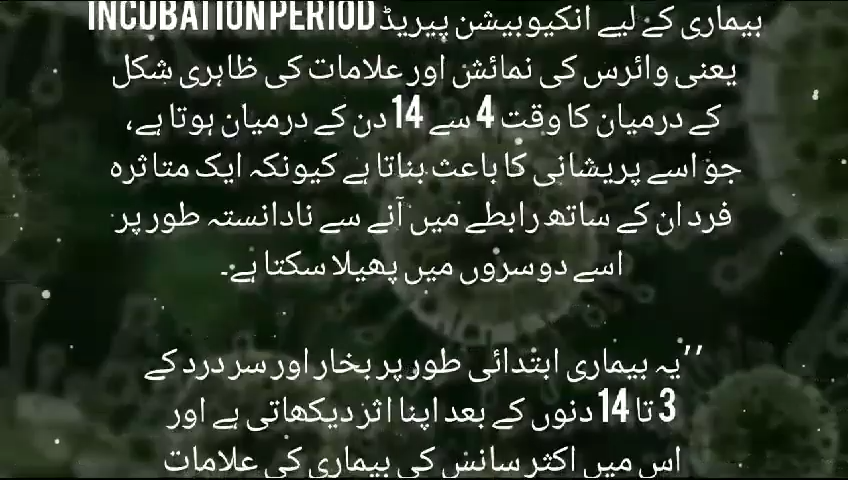 بیماری کے لیے انکیوبیشن پیریڈ INCUBATION PERIOD
یعنی وائرس کی نمائش اور علامات کی ظاہری شکل
کے درمیان کا وقت 4 سے 14 دن کے درمیان ہوتا ہے،
جو اسے پریشانی کا باعث بناتا ہے کیونکہ ایک متاثرہ
فرد ان کے ساتھ رابطے میں آنے سے نادانستہ طور پر
اسے دوسروں میں پھیلا سکتا ہے۔
’’یہ بیماری ابتدائی طور پر بخار اور سر درد کے
3 تا 14 دنوں کے بعد اپنا اثر دیکھاتی ہے اور
اس میں اکثر سانس کی بیماری کی علامات